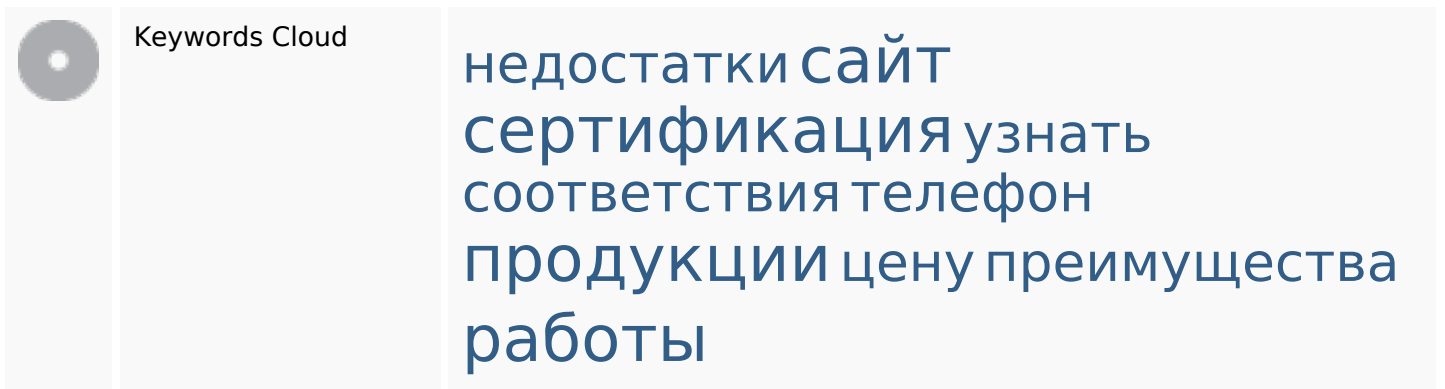 Keywords Cloud
недостатки сайт
сертификация узнать
соответствия телефон
продукции цену преимущества
работы